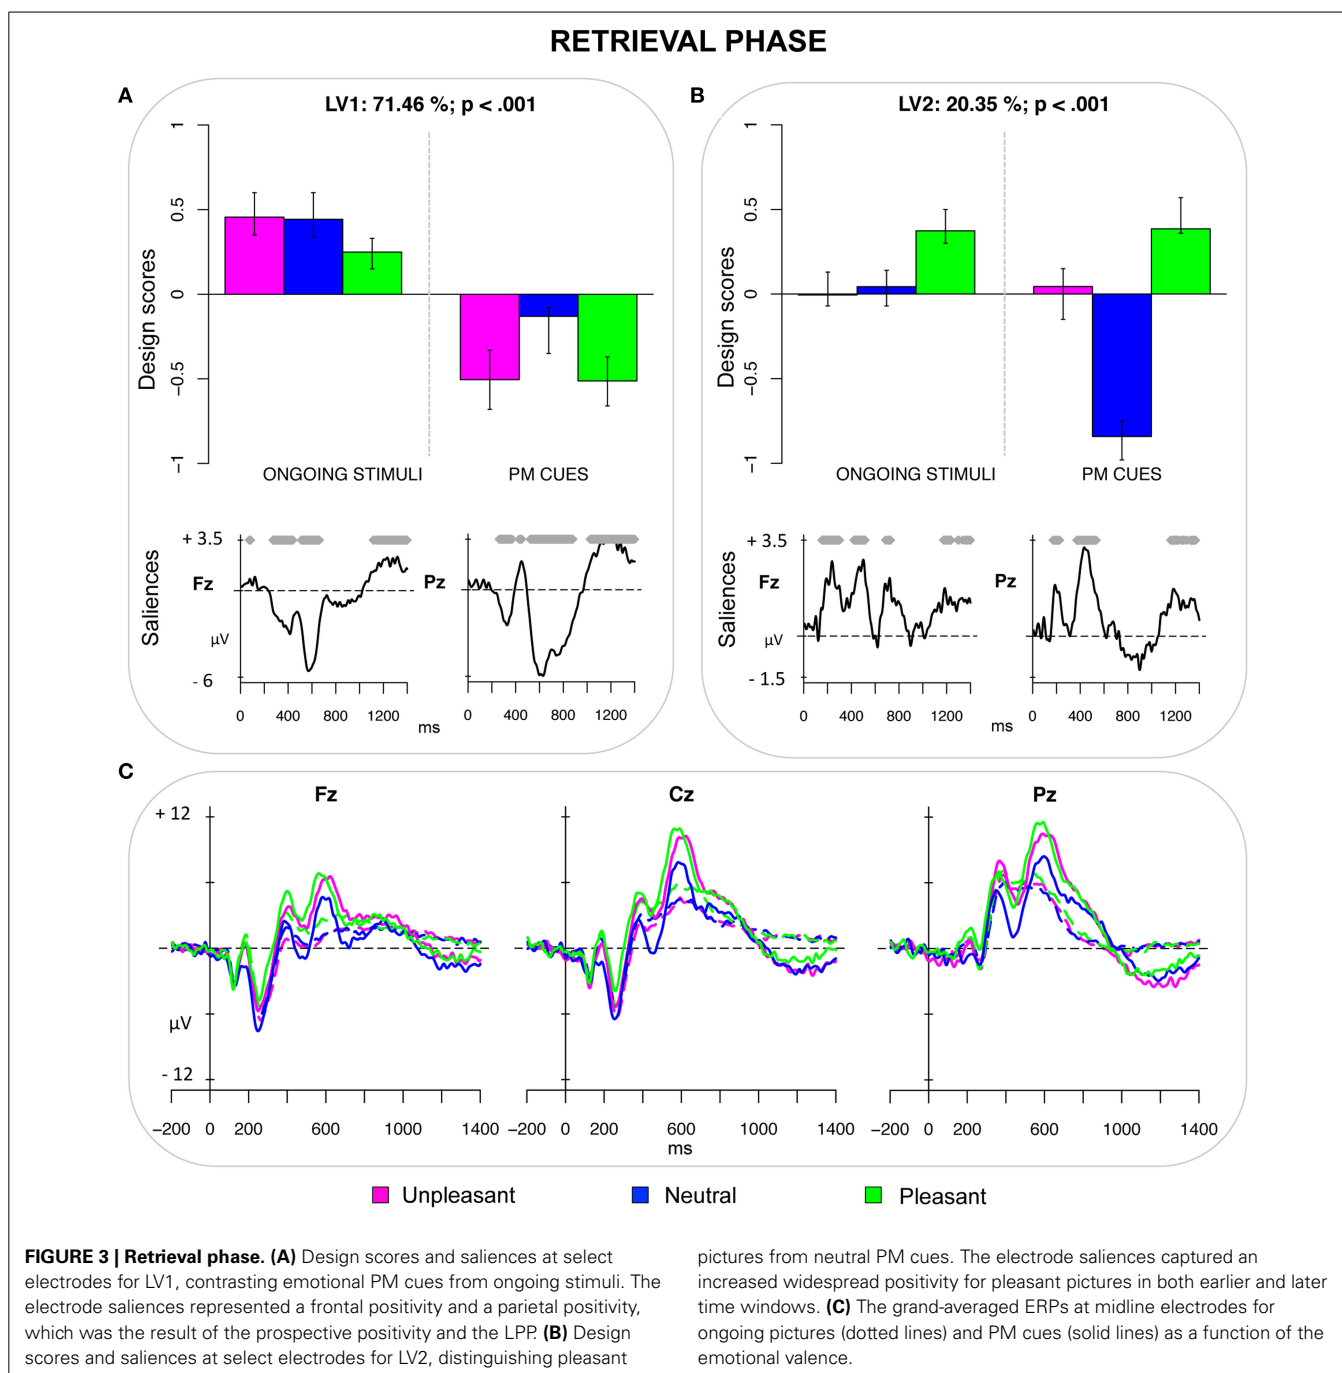 RETRIEVAL PHASE
A
LV1: 71.46 %; p < .001
Design scores
1
0.5
0
−0.5
−1
ONGOING STIMULI
PM CUES
Saliences
+ 3.5
Fz
µV
- 6
0 400 800 1200
Pz
0 400 800 1200
ms
B
LV2: 20.35 %; p < .001
Design scores
1
0.5
0
−0.5
−1
ONGOING STIMULI
PM CUES
Saliences
+ 3.5
Fz
µV
- 1.5
0 400 800 1200
Pz
0 400 800 1200
ms
C
Fz
Cz
Pz
+ 12
µV
- 12
−200 0 200 600 1000 1400
−200 0 200 600 1000 1400
−200 0 200 600 1000 1400
ms
Unpleasant
Neutral
Pleasant
FIGURE 3 | Retrieval phase. (A) Design scores and saliences at select
electrodes for LV1, contrasting emotional PM cues from ongoing stimuli. The
electrode saliences represented a frontal positivity and a parietal positivity,
which was the result of the prospective positivity and the LPP. (B) Design
scores and saliences at select electrodes for LV2, distinguishing pleasant
pictures from neutral PM cues. The electrode saliences captured an
increased widespread positivity for pleasant pictures in both earlier and later
time windows. (C) The grand-averaged ERPs at midline electrodes for
ongoing pictures (dotted lines) and PM cues (solid lines) as a function of the
emotional valence.